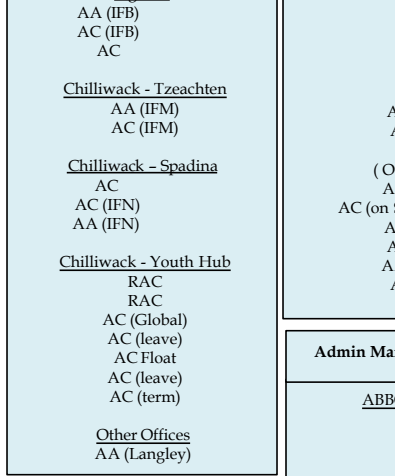 AA (IFB)
AC (IFB)
AC
Chilliwack - Tzeachten
AA (IFM)
AC (IFM)
Chilliwack – Spadina
AC
AC (IFN)
AA (IFN)
Chilliwack - Youth Hub
RAC
RAC
AC (Global)
AC (leave)
AC Float
AC (leave)
AC (term)
Other Offices
AA (Langley)
AC (on
Admin